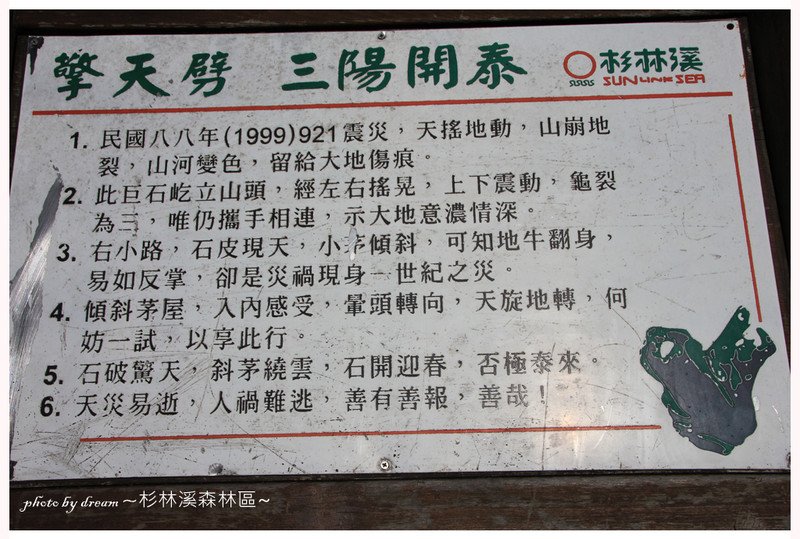 擎天劈 三陽開泰
杉林溪
SUN LINK SEA
1. 民國八八年(1999)921震災，天搖地動，山崩地
裂，山河變色，留給大地傷痕。
2. 此巨石屹立山頭，經左右搖晃，上下震動，龜裂
為三，唯仍攜手相連，示大地意濃情深。
3. 右小路，石皮現天，小茅傾斜，可知地牛翻身，
易如反掌，卻是災禍現身一世紀之災。
4. 傾斜茅屋，入內感受，暈頭轉向，天旋地轉，何
妨一試，以享此行。
5. 石破驚天，斜茅繞雲，石開迎春，否極泰來。
6. 天災易逝，人禍難逃，善有善報，善哉！
photo by dream ～杉林溪森林區~